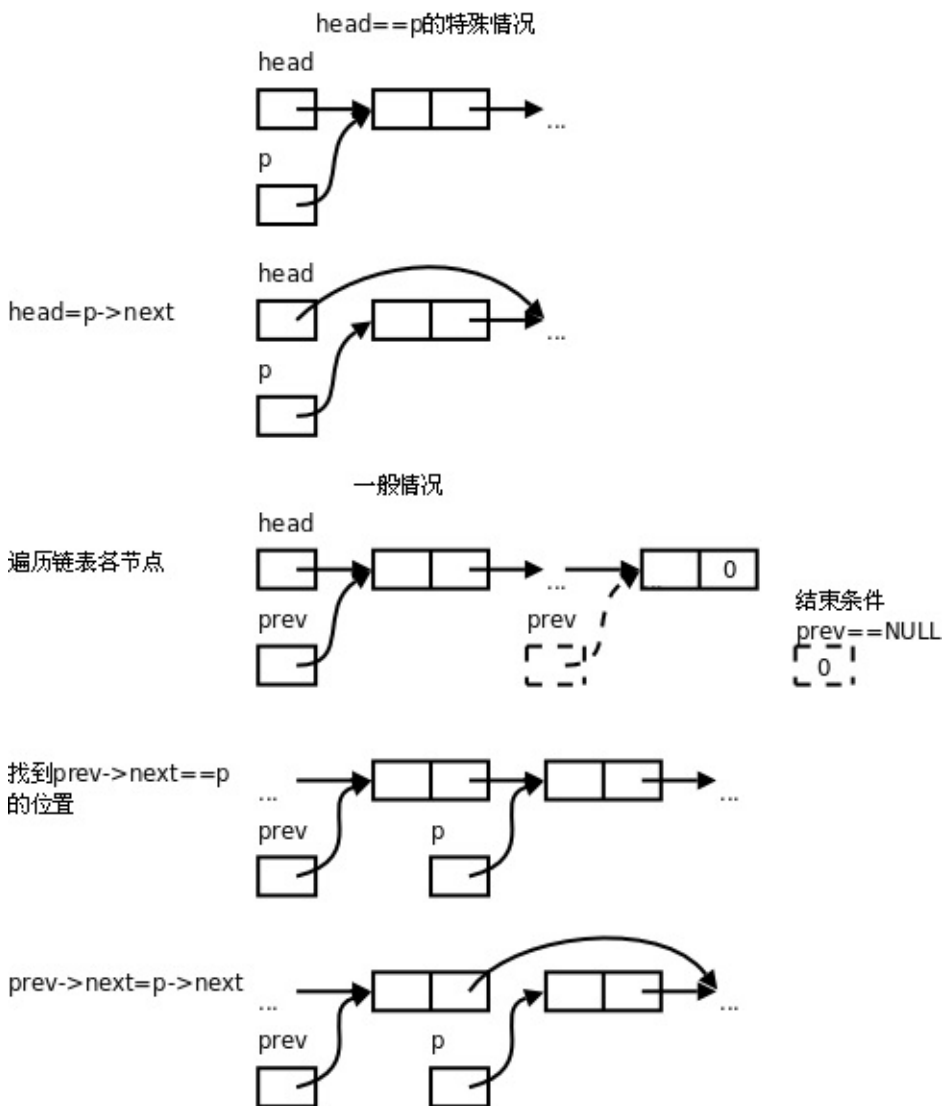 head==p的特殊情况
head
...
p
head
head=p->next
...
p
一般情况
head
遍历链表各节点
0
...
...
结束条件
prev
prev
prev==NULL
0
找到prev->next==p
的位置
...
...
prev
p
prev->next=p->next
...
...
prev
p